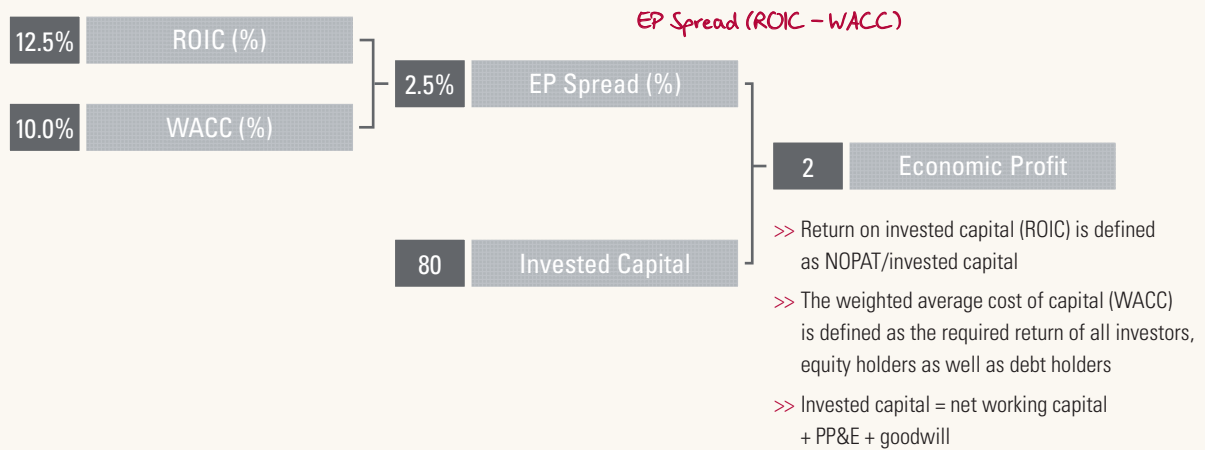 EP Spread (ROIC – WACC)
12.5% ROIC (%)
2.5% EP Spread (%)
10.0% WACC (%)
2 Economic Profit
80 Invested Capital
>> Return on invested capital (ROIC) is defined
as NOPAT/invested capital
>> The weighted average cost of capital (WACC)
is defined as the required return of all investors,
equity holders as well as debt holders
>> Invested capital = net working capital
+ PP&E + goodwill